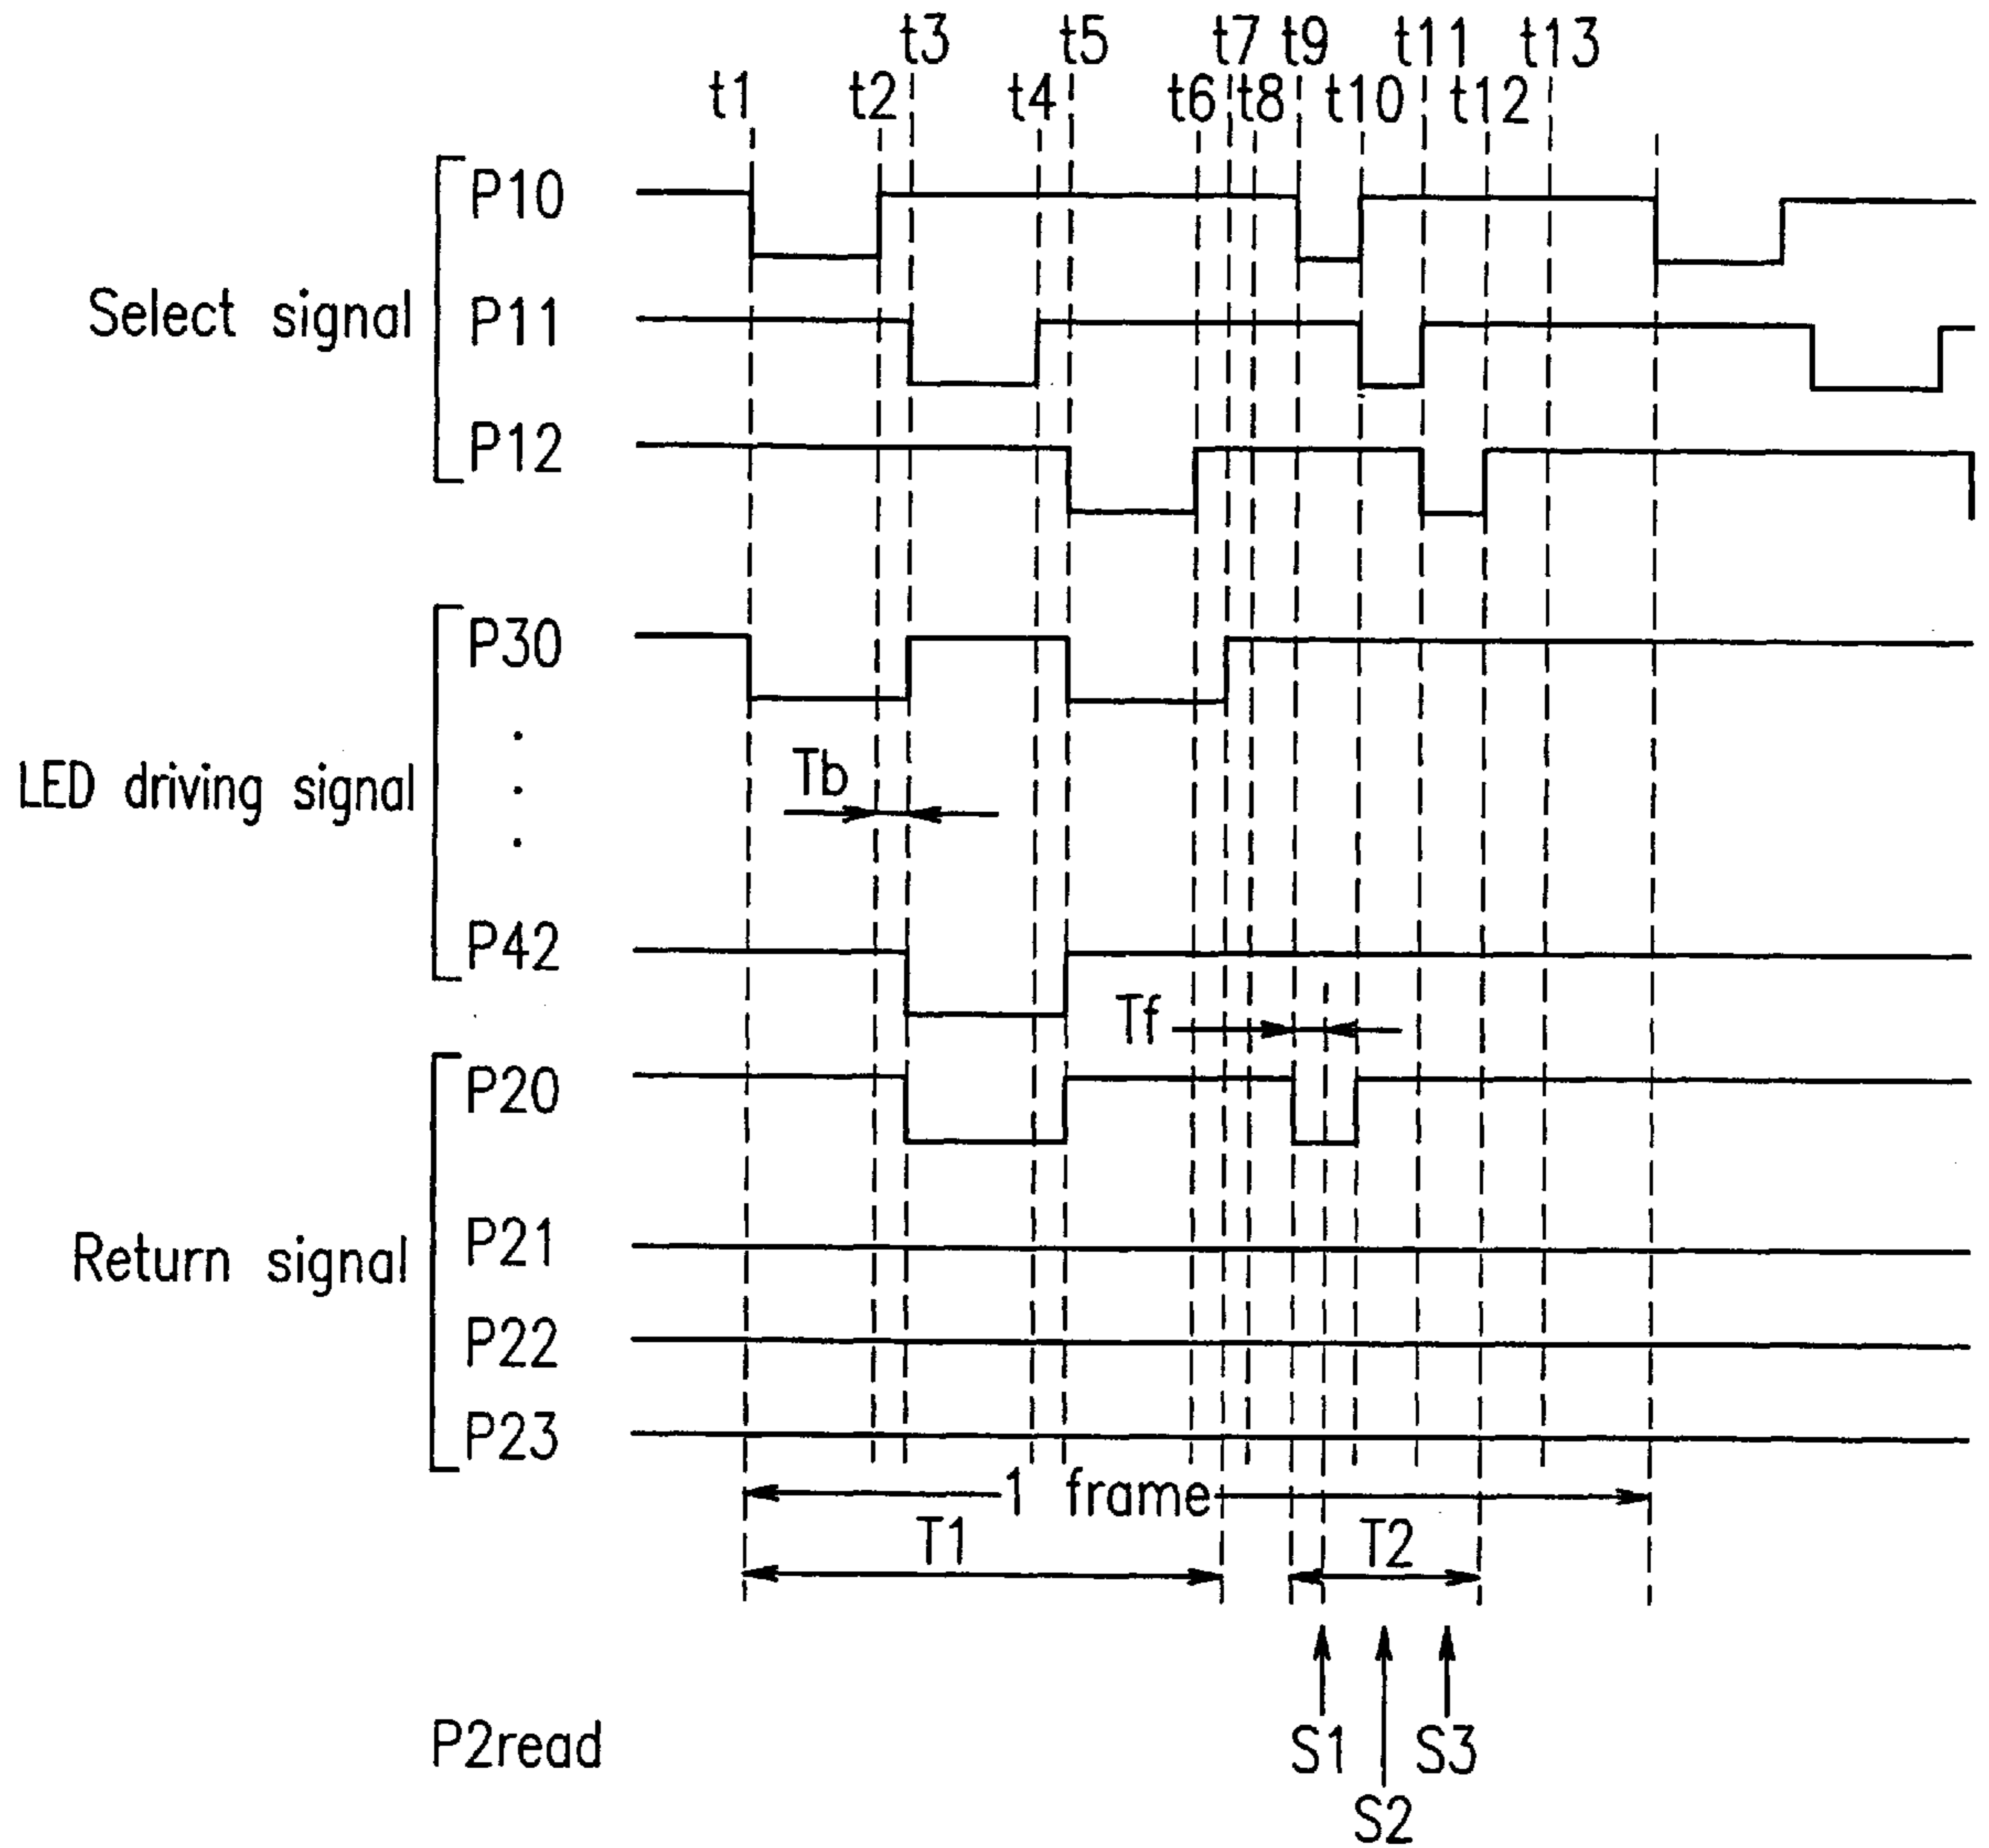 t3 t5 t7 t9 t11 t13
t1 t2 t4 t6 t8 t10 t12
P10
Select signal
P11
P12
P30
Tb
LED driving signal
P42
Tf
P20
P21
Return signal
P22
P23
1 frame
T1 T2
P2read
S1 S3
S2